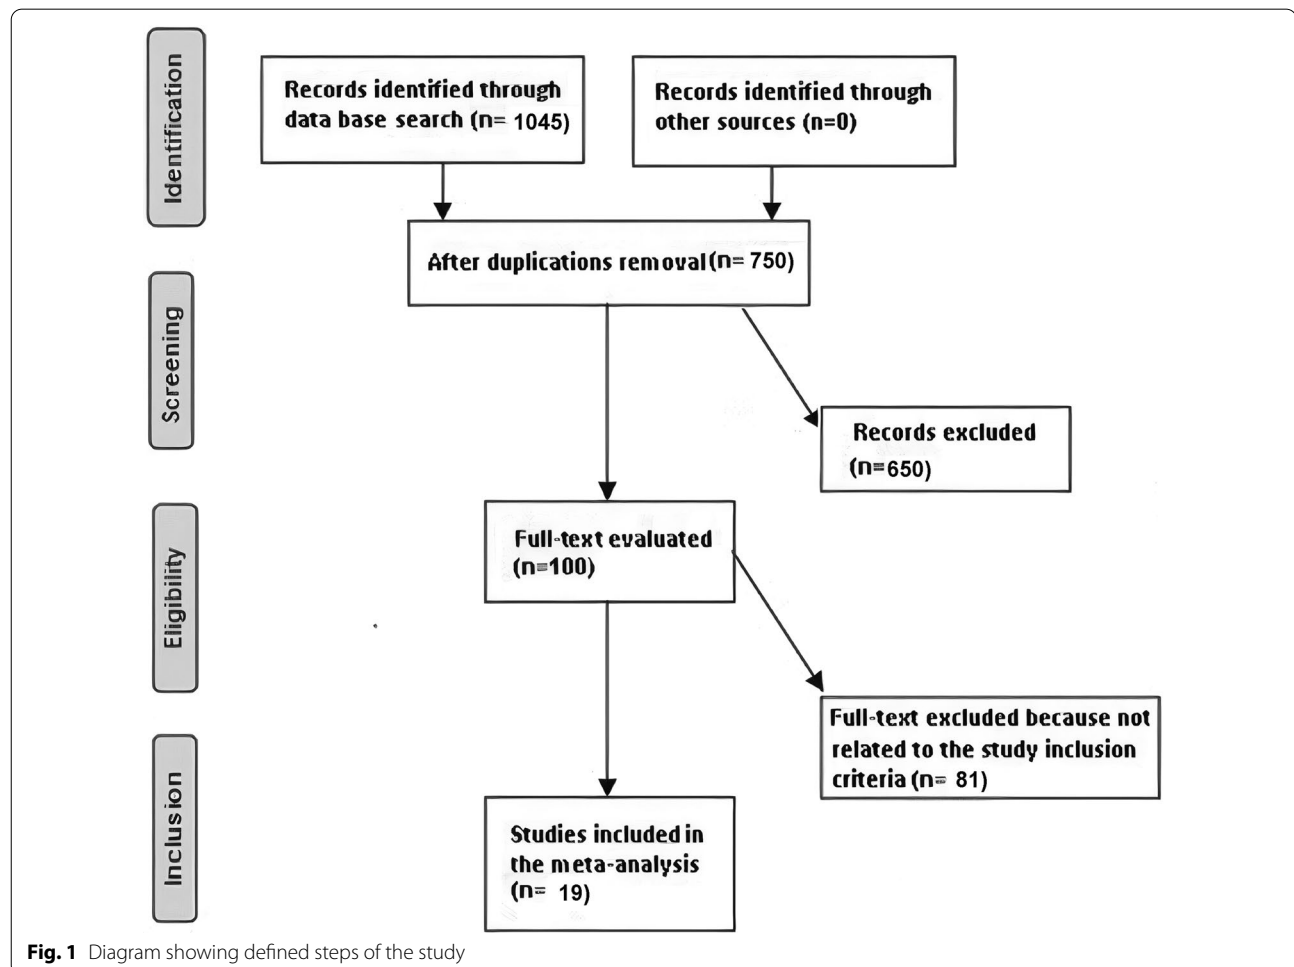 Identification
Records identified through
data base search (n= 1045)
Records identified through
other sources (n=0)
After duplications removal(n= 750)
Screening
Records excluded
(n=650)
Eligibility
Full-text evaluated
(n=100)
Full-text excluded because not
related to the study inclusion
criteria (n= 81)
Inclusion
Studies included in
the meta-analysis
(n= 19)
Fig. 1 Diagram showing defined steps of the study